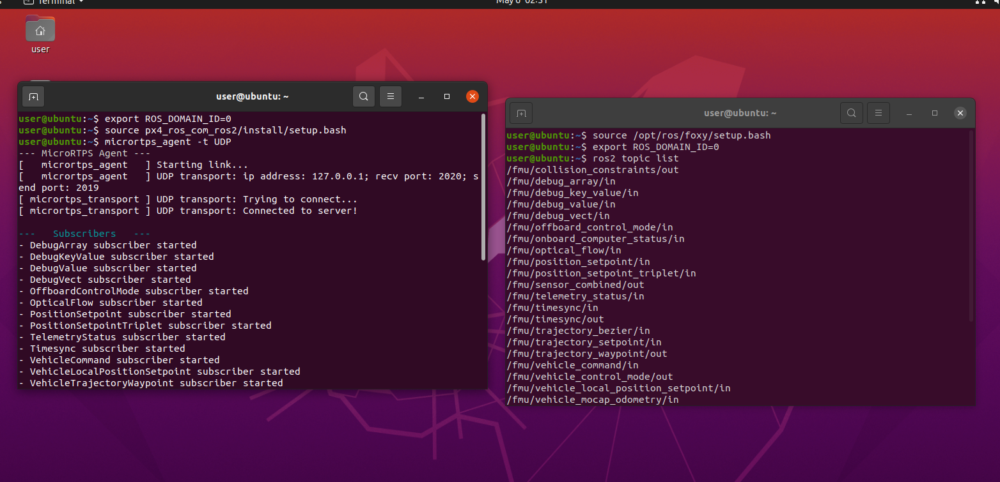 Terminal
May 6 02:31
user
user@ubuntu: ~
user@ubuntu:~$ export ROS_DOMAIN_ID=0
user@ubuntu:~$ source px4_ros_com_ros2/install/setup.bash
user@ubuntu:~$ micrortps_agent -t UDP
--- MicroRTPS Agent ---
[   micrortps_agent   ] Starting link...
[   micrortps_agent   ] UDP transport: ip address: 127.0.0.1; recv port: 2020; s
end port: 2019
[ micrortps_transport ] UDP transport: Trying to connect...
[ micrortps_transport ] UDP transport: Connected to server!
---   Subscribers   ---
- DebugArray subscriber started
- DebugKeyValue subscriber started
- DebugValue subscriber started
- DebugVect subscriber started
- OffboardControlMode subscriber started
- OpticalFlow subscriber started
- PositionSetpoint subscriber started
- PositionSetpointTriplet subscriber started
- TelemetryStatus subscriber started
- Timesync subscriber started
- VehicleCommand subscriber started
- VehicleLocalPositionSetpoint subscriber started
- VehicleTrajectoryWaypoint subscriber started
user@ubuntu: ~
user@ubuntu:~$ source /opt/ros/foxy/setup.bash
user@ubuntu:~$ export ROS_DOMAIN_ID=0
user@ubuntu:~$ ros2 topic list
/fmu/collision_constraints/out
/fmu/debug_array/in
/fmu/debug_key_value/in
/fmu/debug_value/in
/fmu/debug_vect/in
/fmu/offboard_control_mode/in
/fmu/onboard_computer_status/in
/fmu/optical_flow/in
/fmu/position_setpoint/in
/fmu/position_setpoint_triplet/in
/fmu/sensor_combined/out
/fmu/telemetry_status/in
/fmu/timesync/in
/fmu/timesync/out
/fmu/trajectory_bezier/in
/fmu/trajectory_setpoint/in
/fmu/trajectory_waypoint/out
/fmu/vehicle_command/in
/fmu/vehicle_control_mode/out
/fmu/vehicle_local_position_setpoint/in
/fmu/vehicle_mocap_odometry/in